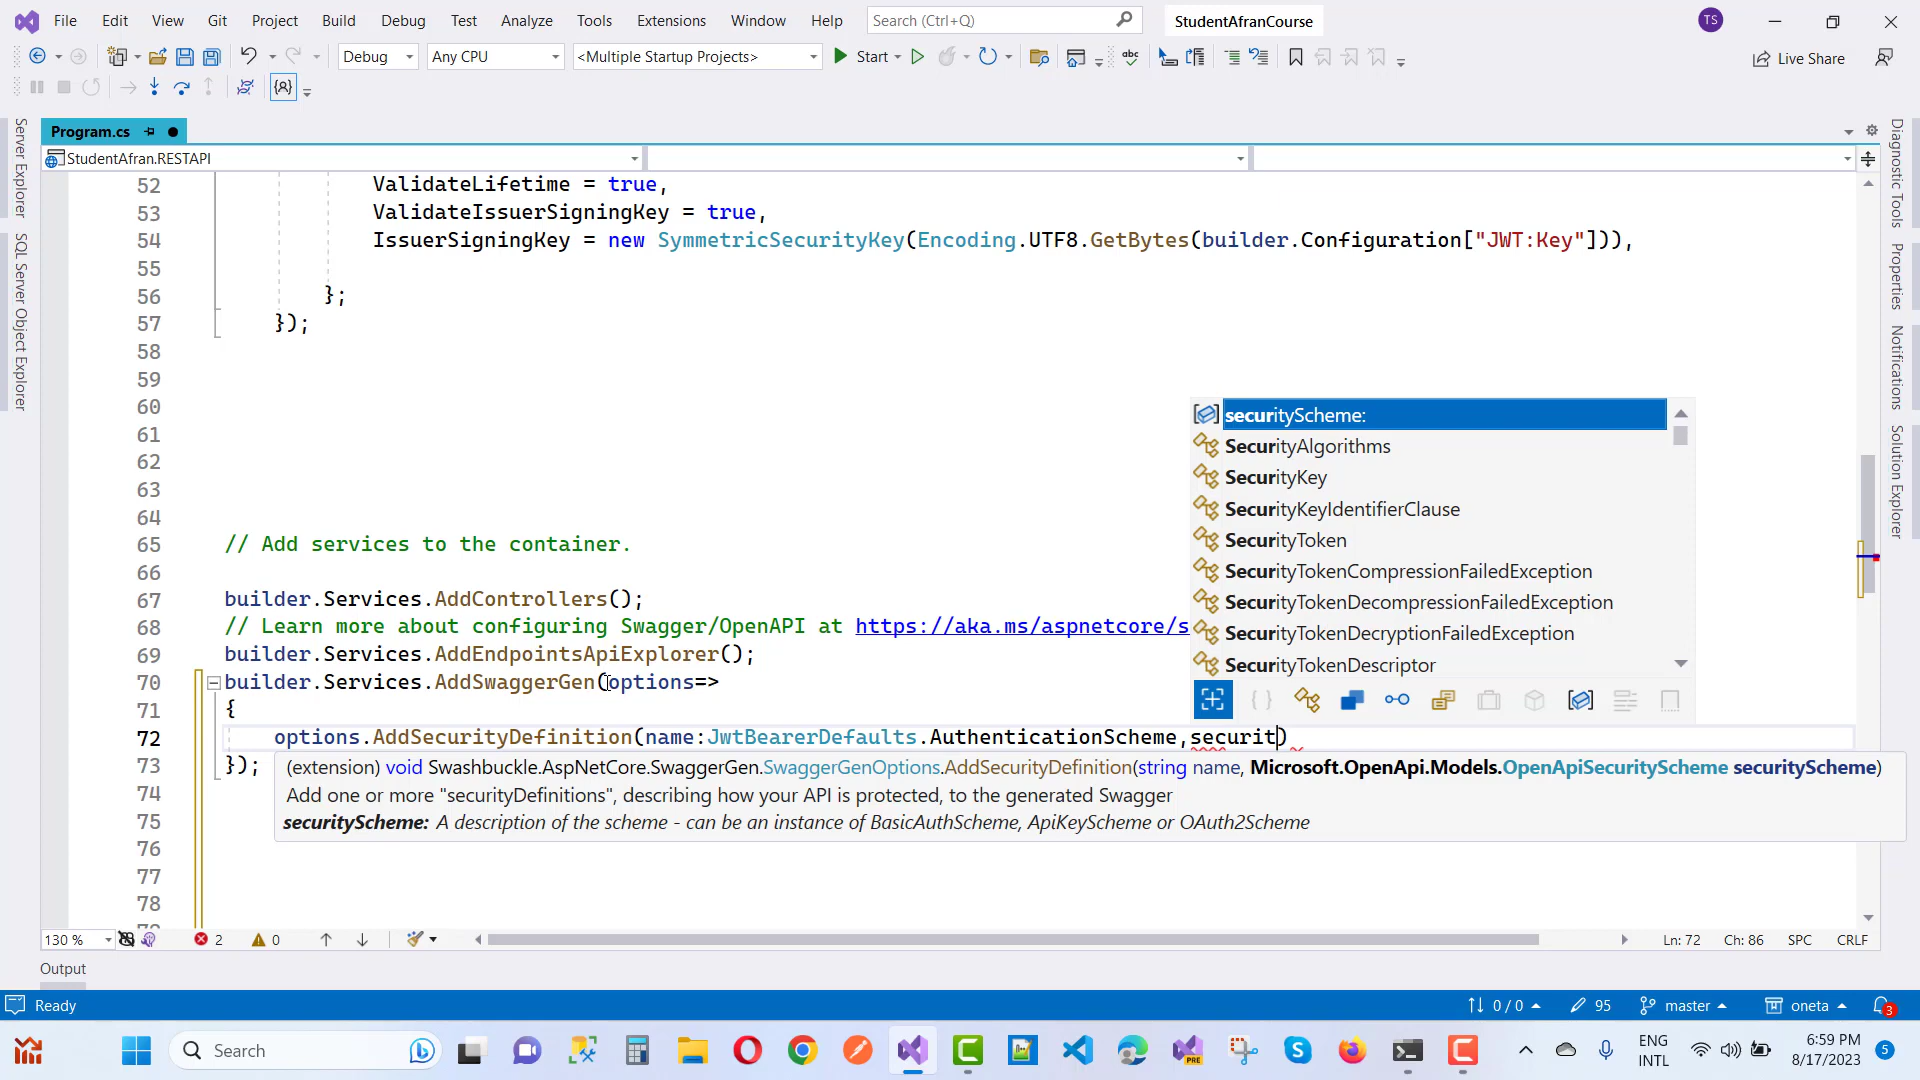 File Edit View Git Project Build Debug Test Analyze Tools Extensions Window Help Search (Ctrl+Q) StudentAfranCourse TS
Debug Any CPU <Multiple Startup Projects> Start Live Share
Program.cs
StudentAfran.RESTAPI
Server Explorer
SQL Server Object Explorer
Diagnostic Tools
Properties
Notifications
Solution Explorer
52 ValidateLifetime = true,
53 ValidateIssuerSigningKey = true,
54 IssuerSigningKey = new SymmetricSecurityKey(Encoding.UTF8.GetBytes(builder.Configuration["JWT:Key"])),
55
56 };
57 });
58
59
60
61
62
63
64
65 // Add services to the container.
66
67 builder.Services.AddControllers();
68 // Learn more about configuring Swagger/OpenAPI at https://aka.ms/aspnetcore/s
69 builder.Services.AddEndpointsApiExplorer();
70 builder.Services.AddSwaggerGen(options=>
71 {
72 options.AddSecurityDefinition(name:JwtBearerDefaults.AuthenticationScheme,securit)
73 });
74
75
76
77
78
securityScheme:
SecurityAlgorithms
SecurityKey
SecurityKeyIdentifierClause
SecurityToken
SecurityTokenCompressionFailedException
SecurityTokenDecompressionFailedException
SecurityTokenDecryptionFailedException
SecurityTokenDescriptor
(extension) void Swashbuckle.AspNetCore.SwaggerGen.SwaggerGenOptions.AddSecurityDefinition(string name, Microsoft.OpenApi.Models.OpenApiSecurityScheme securityScheme)
Add one or more "securityDefinitions", describing how your API is protected, to the generated Swagger
securityScheme: A description of the scheme - can be an instance of BasicAuthScheme, ApiKeyScheme or OAuth2Scheme
130 % 2 0 Ln: 72 Ch: 86 SPC CRLF
Output
Ready 0 / 0 95 master oneta 3
Search PRE ENG INTL 6:59 PM 8/17/2023 5